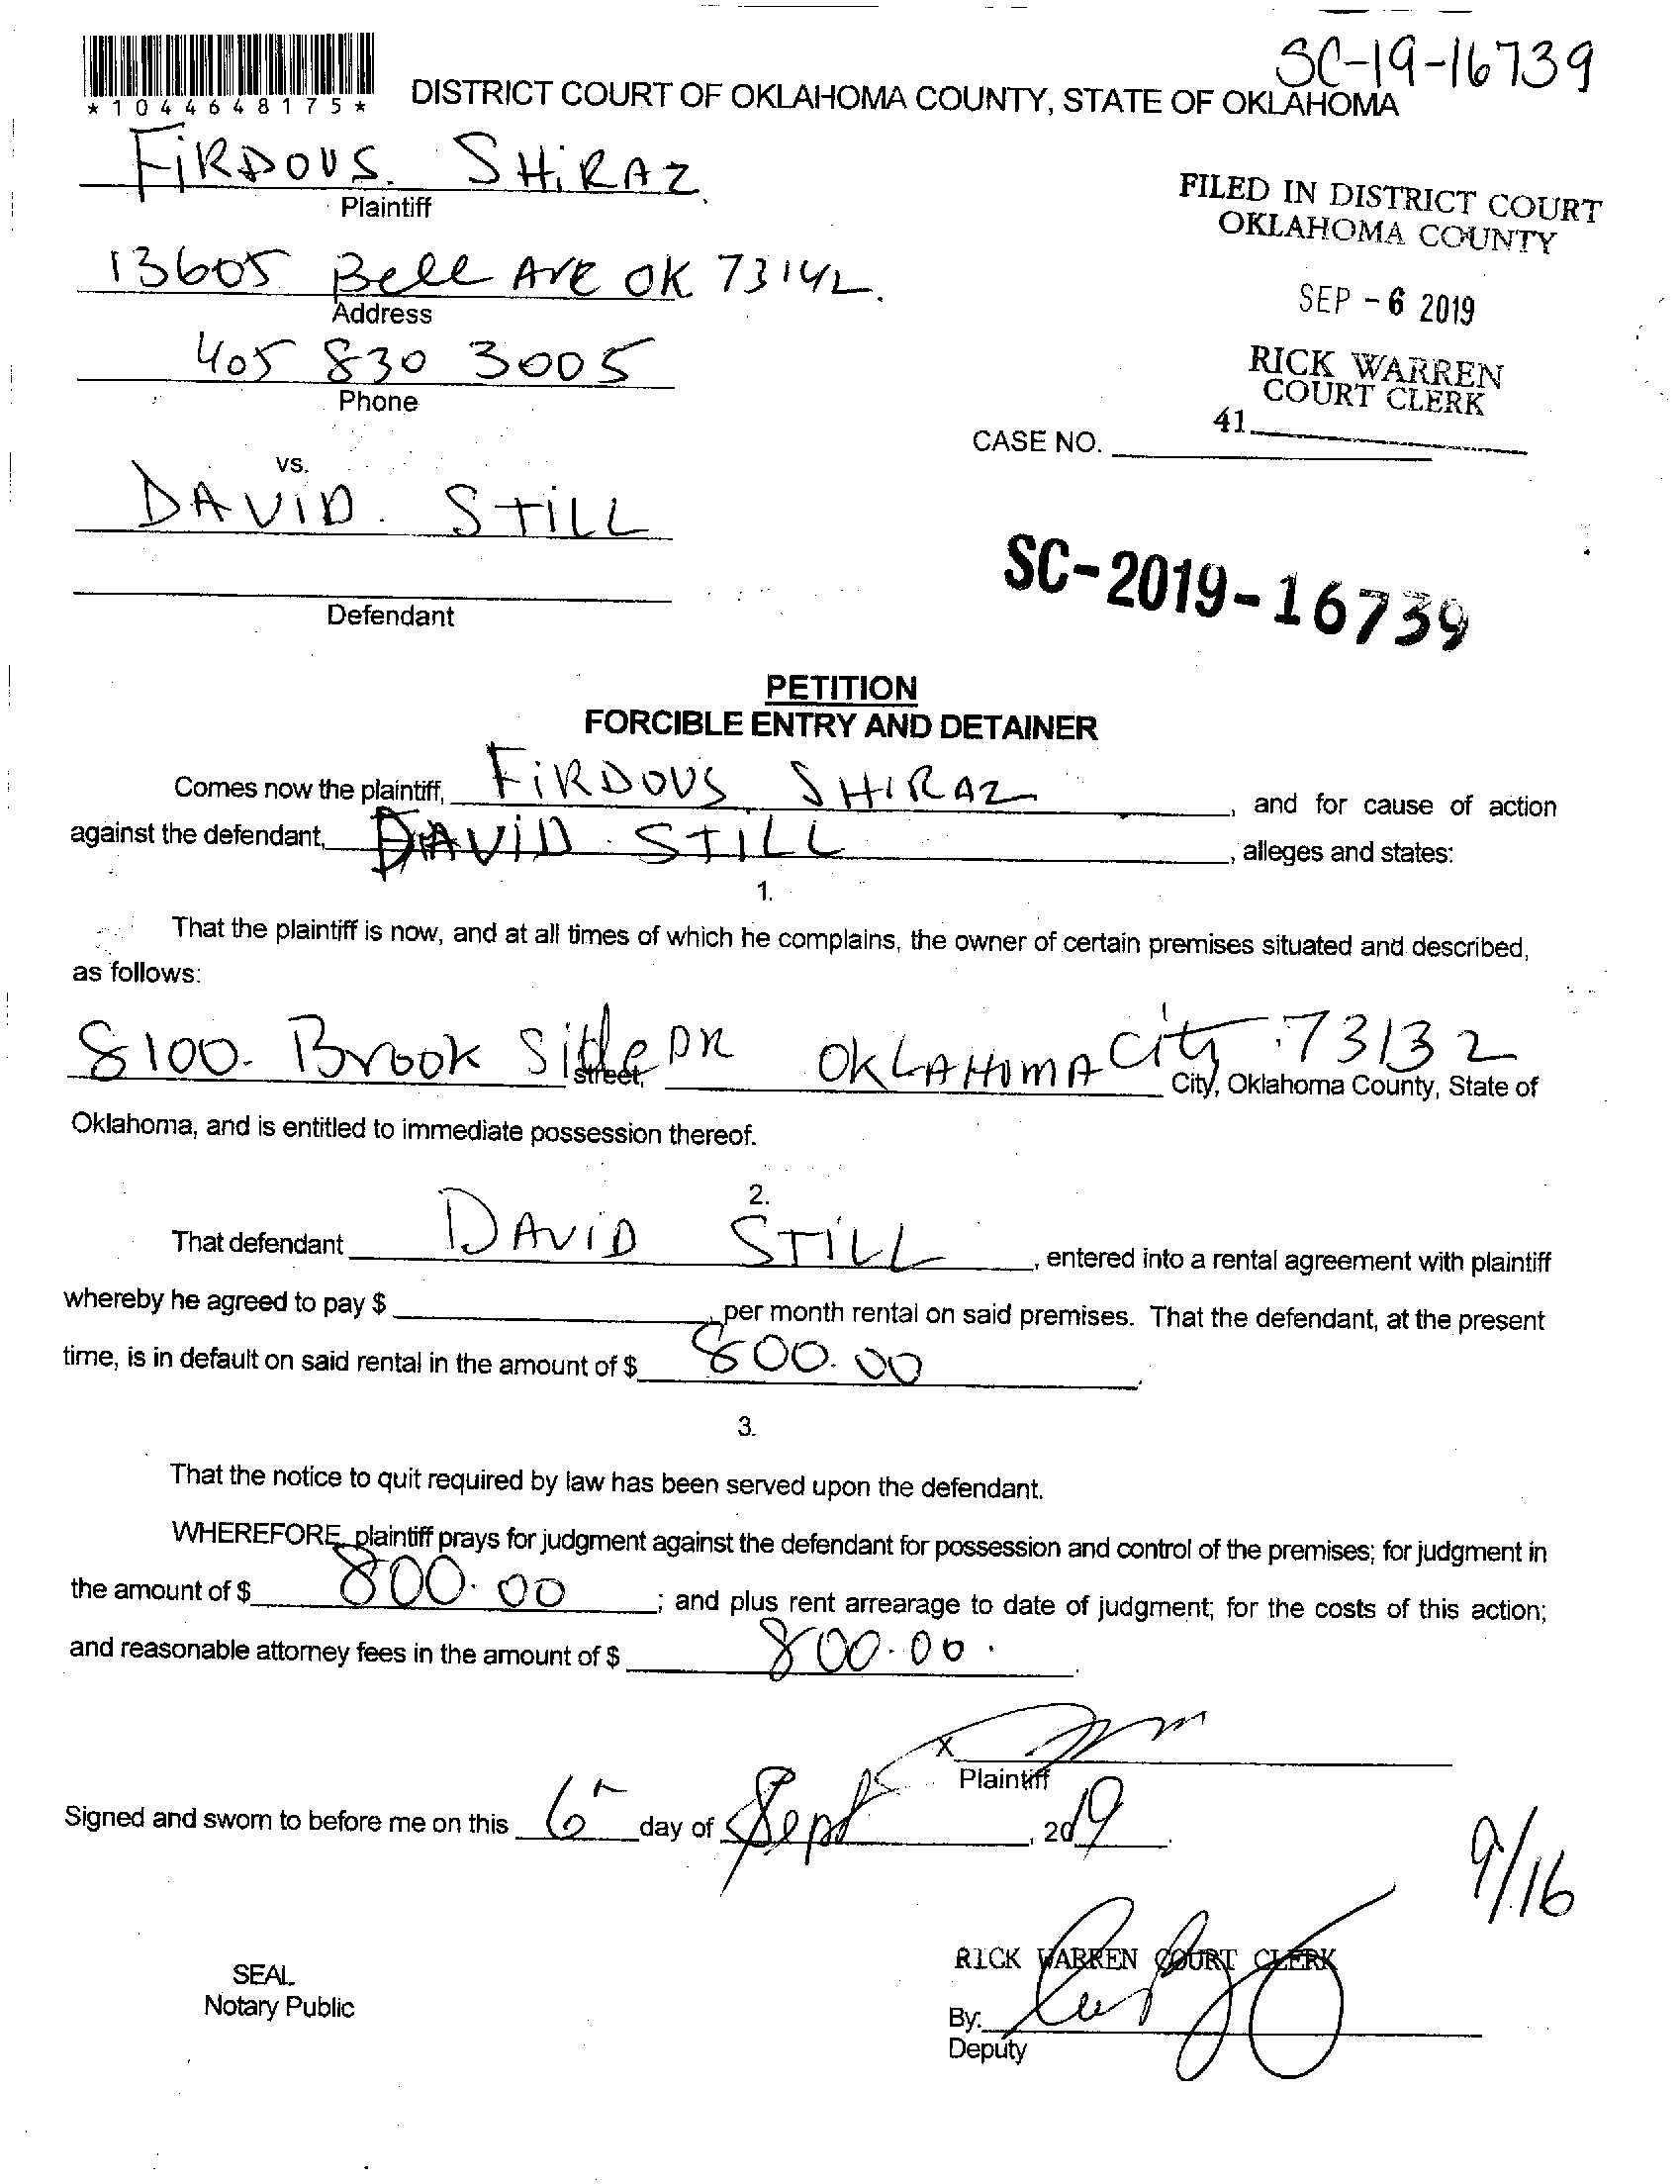 SC-19-16739
*1044648175*
DISTRICT COURT OF OKLAHOMA COUNTY, STATE OF OKLAHOMA
FiRDOUS. SHiRAZ.
Plaintiff
FILED IN DISTRICT COURT
OKLAHOMA COUNTY
13605 Bell Ave OK 73142.
Address
SEP - 6 2019
405 830 3005
Phone
RICK WARREN
COURT CLERK
41
CASE NO.
vs.
DAVID. STILL
SC-2019-16739
Defendant
PETITION
FORCIBLE ENTRY AND DETAINER
Comes now the plaintiff, FiRDOUS SHIRAZ, and for cause of action
against the defendant, DAViD STILL, alleges and states:
1.
That the plaintiff is now, and at all times of which he complains, the owner of certain premises situated and described,
as follows:
8100. Brook Side DR OKLAHOMA City 73132
street, City, Oklahoma County, State of
Oklahoma, and is entitled to immediate possession thereof.
2.
That defendant DAViD STiLL, entered into a rental agreement with plaintiff
whereby he agreed to pay $, per month rental on said premises. That the defendant, at the present
time, is in default on said rental in the amount of $ 800.00.
3.
That the notice to quit required by law has been served upon the defendant.
WHEREFORE, plaintiff prays for judgment against the defendant for possession and control of the premises; for judgment in
the amount of $ 800.00; and plus rent arrearage to date of judgment; for the costs of this action;
and reasonable attorney fees in the amount of $ 800.00.
X
Plaintiff
Signed and sworn to before me on this 6th day of Sept, 2019.
9/16
RICK WARREN COURT CLERK
SEAL
Notary Public
By:
Deputy